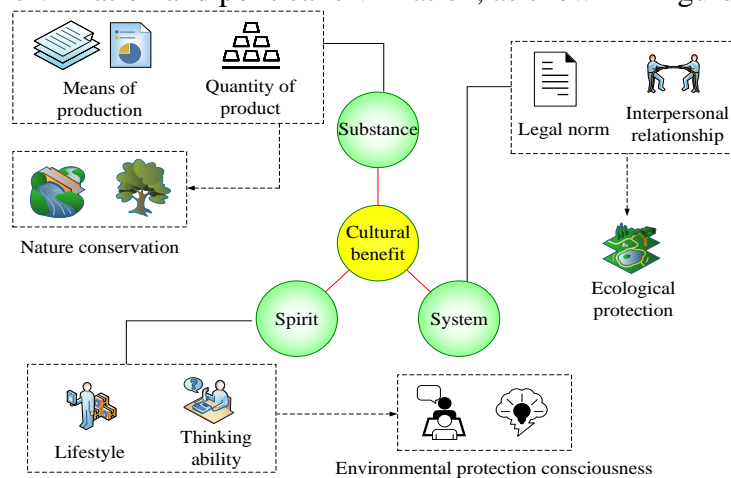 Means of
production
Quantity of
product
Substance
Legal norm
Interpersonal
relationship
Nature conservation
Cultural
benefit
Ecological
protection
Spirit
System
Lifestyle
Thinking
ability
Environmental protection consciousness